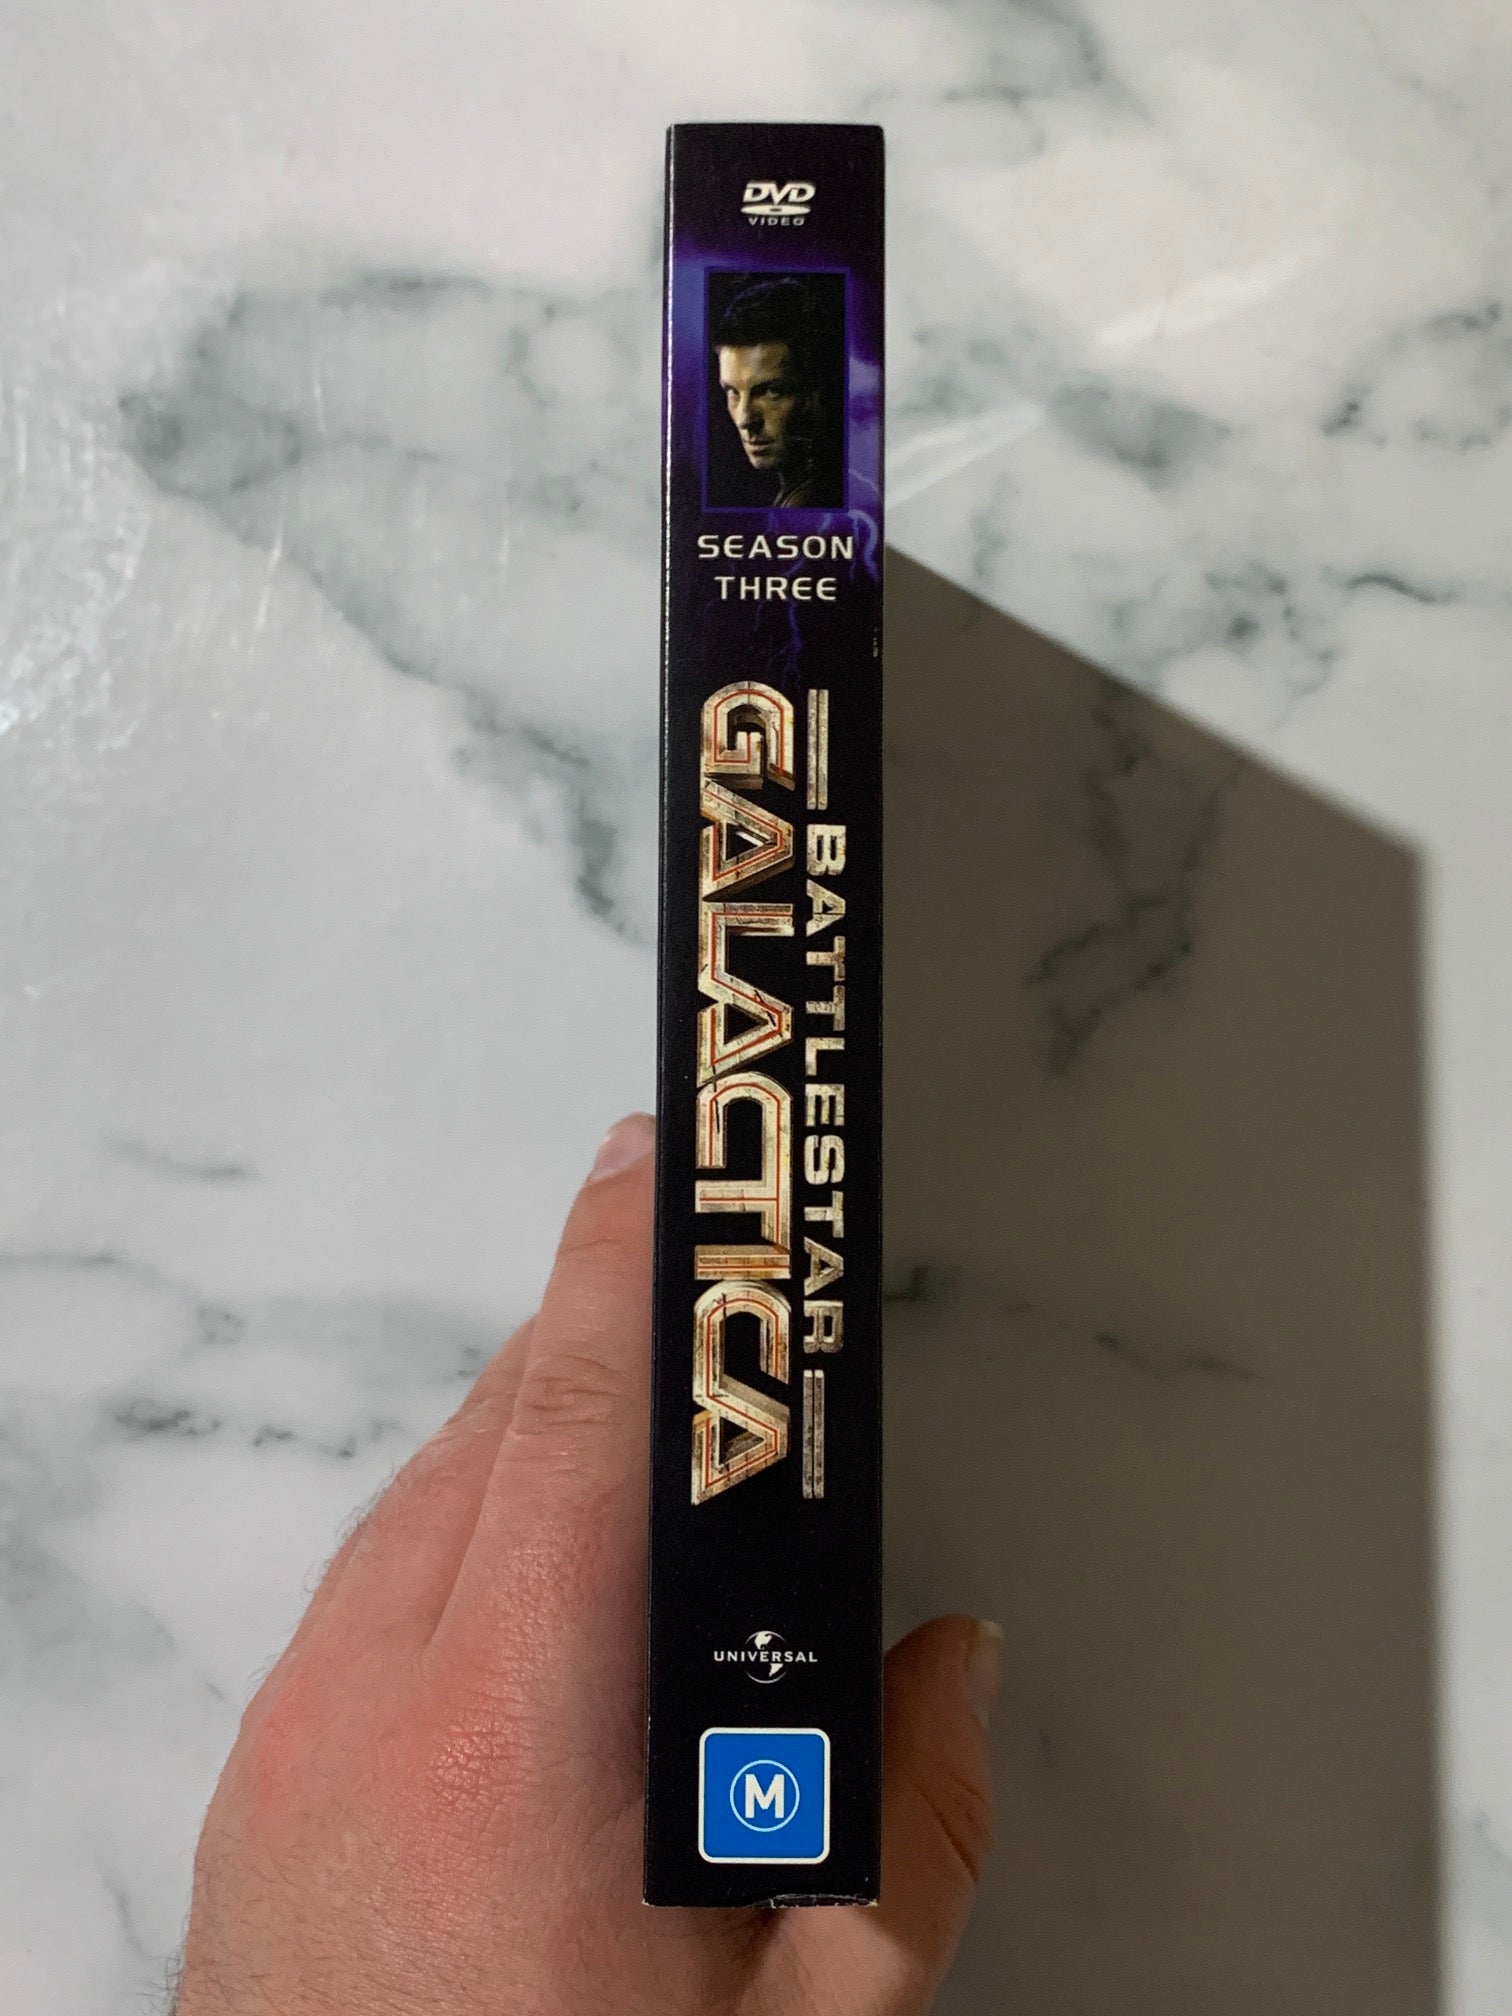 DVD
VIDEO
SEASON
THREE
BATTLESTAR
GALACTICA
UNIVERSAL
M